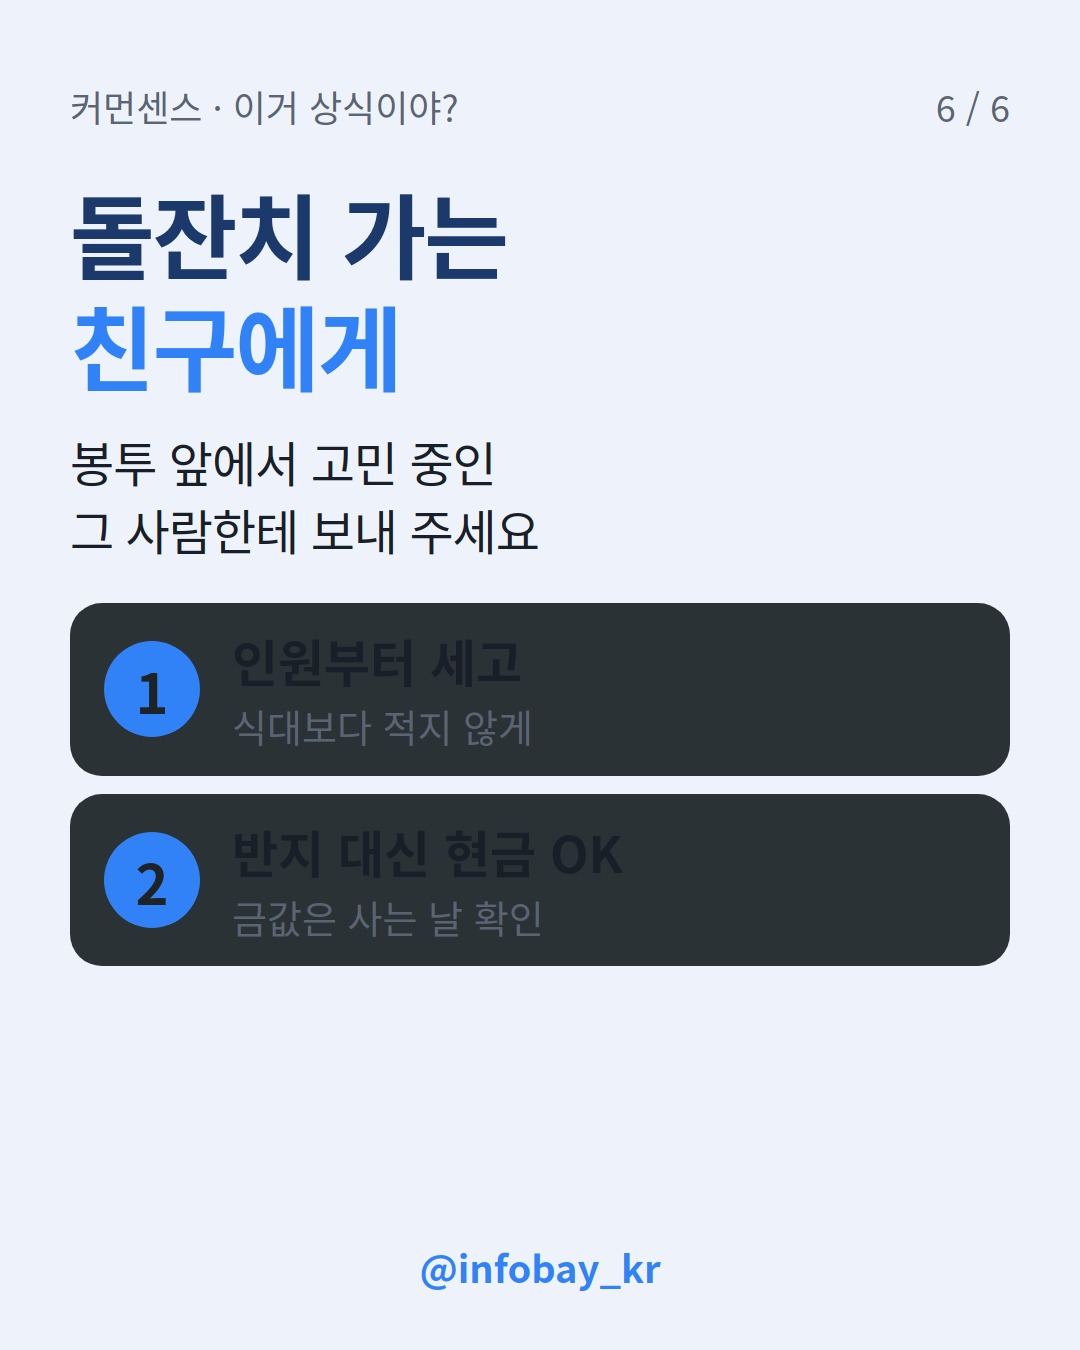 커먼센스 · 이거 상식이야?
6 / 6
돌잔치 가는
친구에게
봉투 앞에서 고민 중인
그 사람한테 보내 주세요
1
인원부터 세고
식대보다 적지 않게
2
반지 대신 현금 OK
금값은 사는 날 확인
@infobay_kr